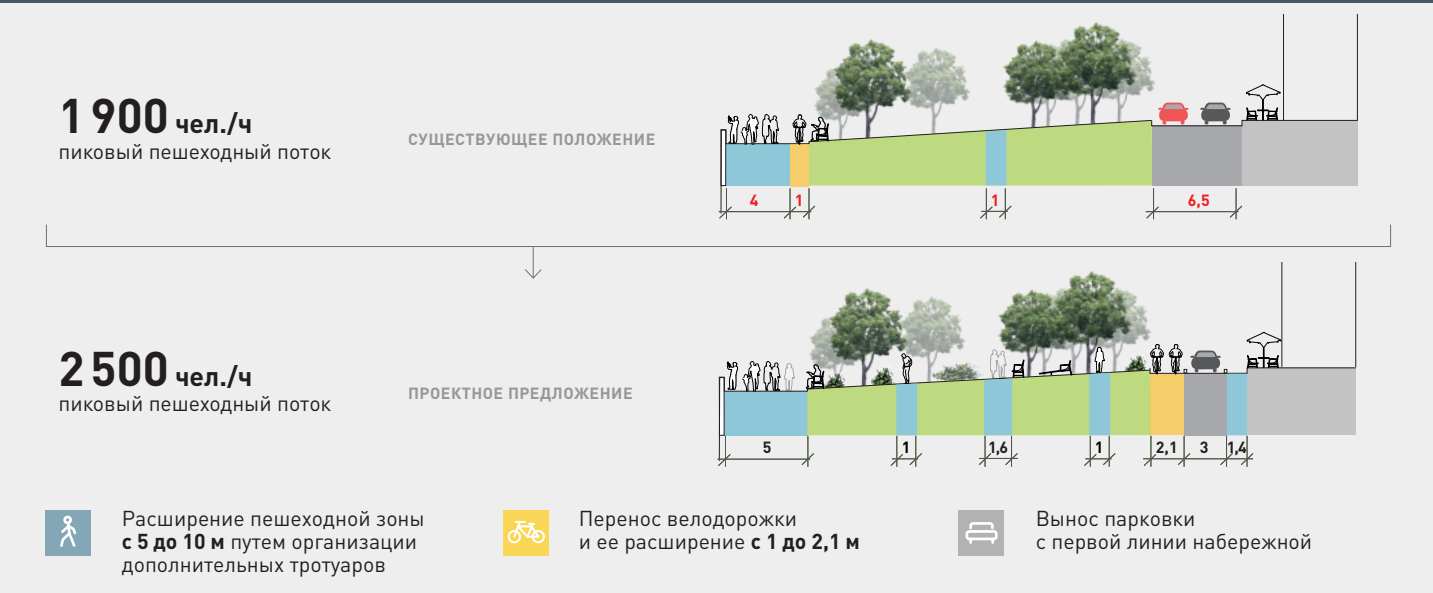 1 900 чел./ч
пиковый пешеходный поток
СУЩЕСТВУЮЩЕЕ ПОЛОЖЕНИЕ
4 1 1 6,5
2 500 чел./ч
пиковый пешеходный поток
ПРОЕКТНОЕ ПРЕДЛОЖЕНИЕ
5 1 1,6 1 2,1 3 1,4
Расширение пешеходной зоны
с 5 до 10 м путем организации
дополнительных тротуаров
Перенос велодорожки
и ее расширение с 1 до 2,1 м
Вынос парковки
с первой линии набережной